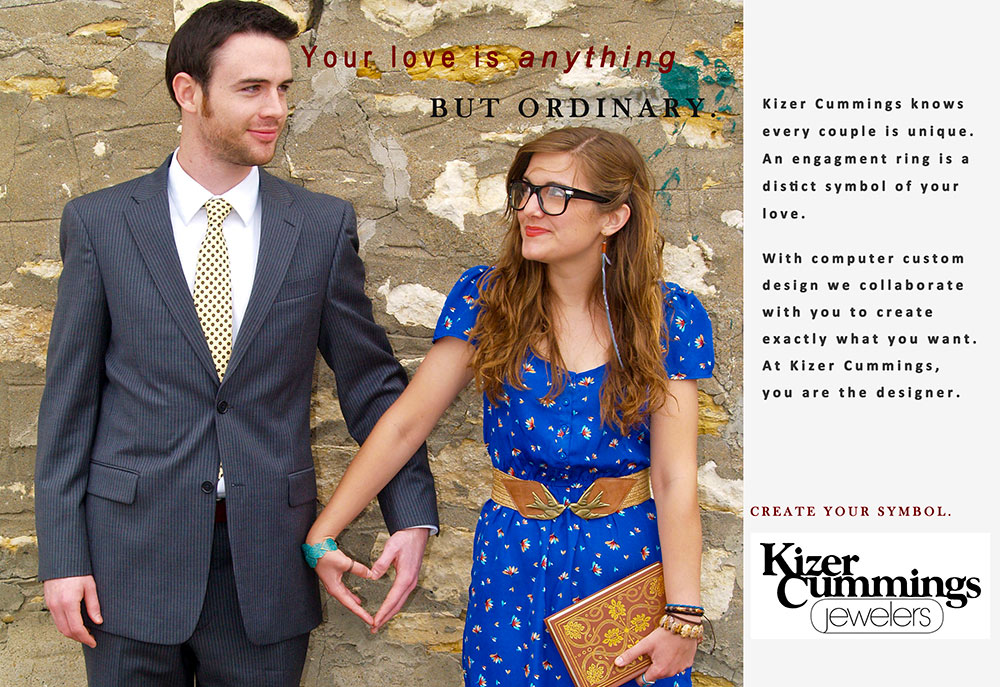 Your love is anything
BUT ORDINARY.
Kizer Cummings knows
every couple is unique.
An engagment ring is a
distict symbol of your
love.
With computer custom
design we collaborate
with you to create
exactly what you want.
At Kizer Cummings,
you are the designer.
CREATE YOUR SYMBOL.
Kizer
Cummings
jewelers